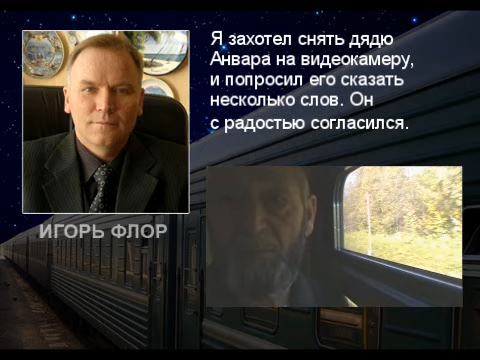 Я захотел снять дядю
Анвара на видеокамеру,
и попросил его сказать
несколько слов. Он
с радостью согласился.
ИГОРЬ ФЛОР